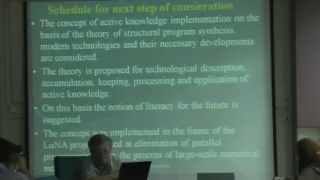 Schedule for next step of consieration
The concept of active knowledge implementation on the
basis of the theory of structural program synthesis,
modern technologies and their necessary developments
are considered.
The theory is proposed for technological description,
accumulation, keeping, processing and application of
active knowledge.
On this basis the notion of literacy for the future is
suggested.
The concept was implemented in the frame of the
LuNA at elimination of parallel
the process of large-scale numerical